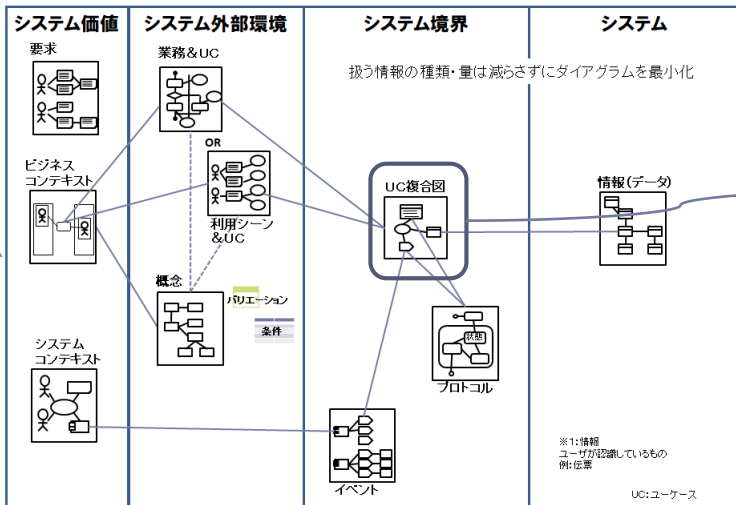 システム価値
システム外部環境
システム境界
システム
要求
業務&UC
扱う情報の種類・量は減らさずにダイアグラムを最小化
OR
ビジネス
コンテキスト
利用シーン
&UC
UC複合図
情報(データ)
概念
バリエーション
条件
状態
プロトコル
システム
コンテキスト
イベント
※1:情報
ユーザが認識しているもの
例:伝票
UC:ユーケース